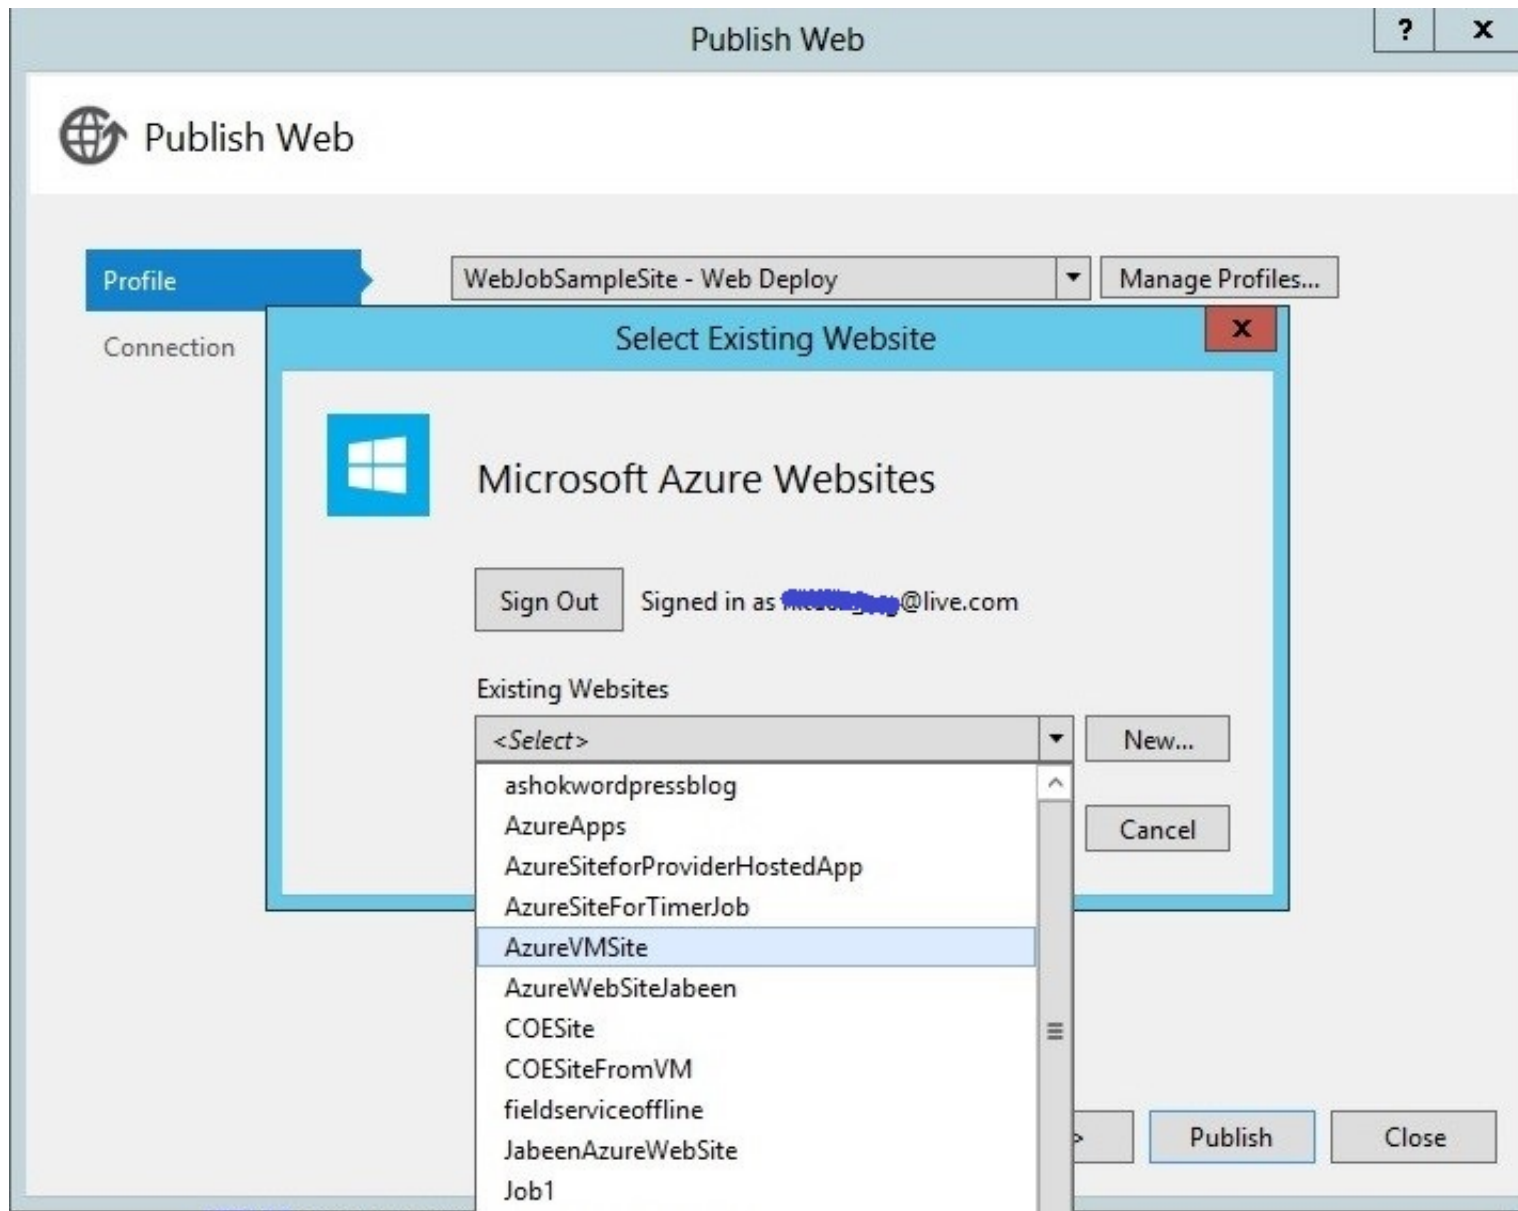 Publish Web
? x
Publish Web
Profile
WebJobSampleSite - Web Deploy
Manage Profiles...
Connection
Select Existing Website
x
Microsoft Azure Websites
Sign Out
Signed in as @live.com
Existing Websites
<Select>
New...
ashokwordpressblog
AzureApps
Cancel
AzureSiteforProviderHostedApp
AzureSiteForTimerJob
AzureVMSite
AzureWebSiteJabeen
COESite
COESiteFromVM
fieldserviceoffline
JabeenAzureWebSite
Job1
>
Publish
Close